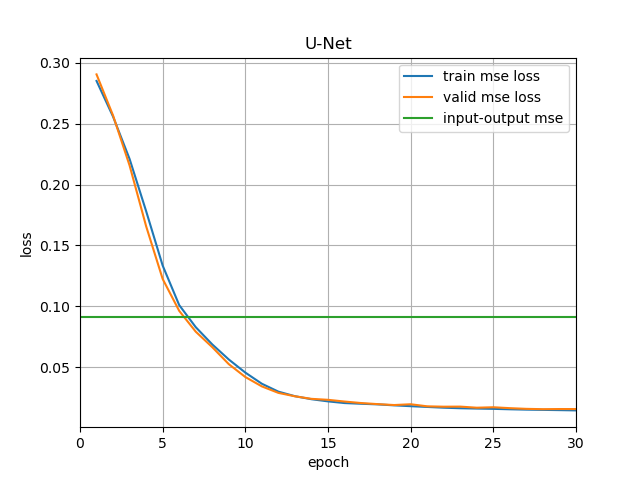 U-Net
0.30
0.25
0.20
0.15
0.10
0.05
loss
train mse loss
valid mse loss
input-output mse
0 5 10 15 20 25 30
epoch